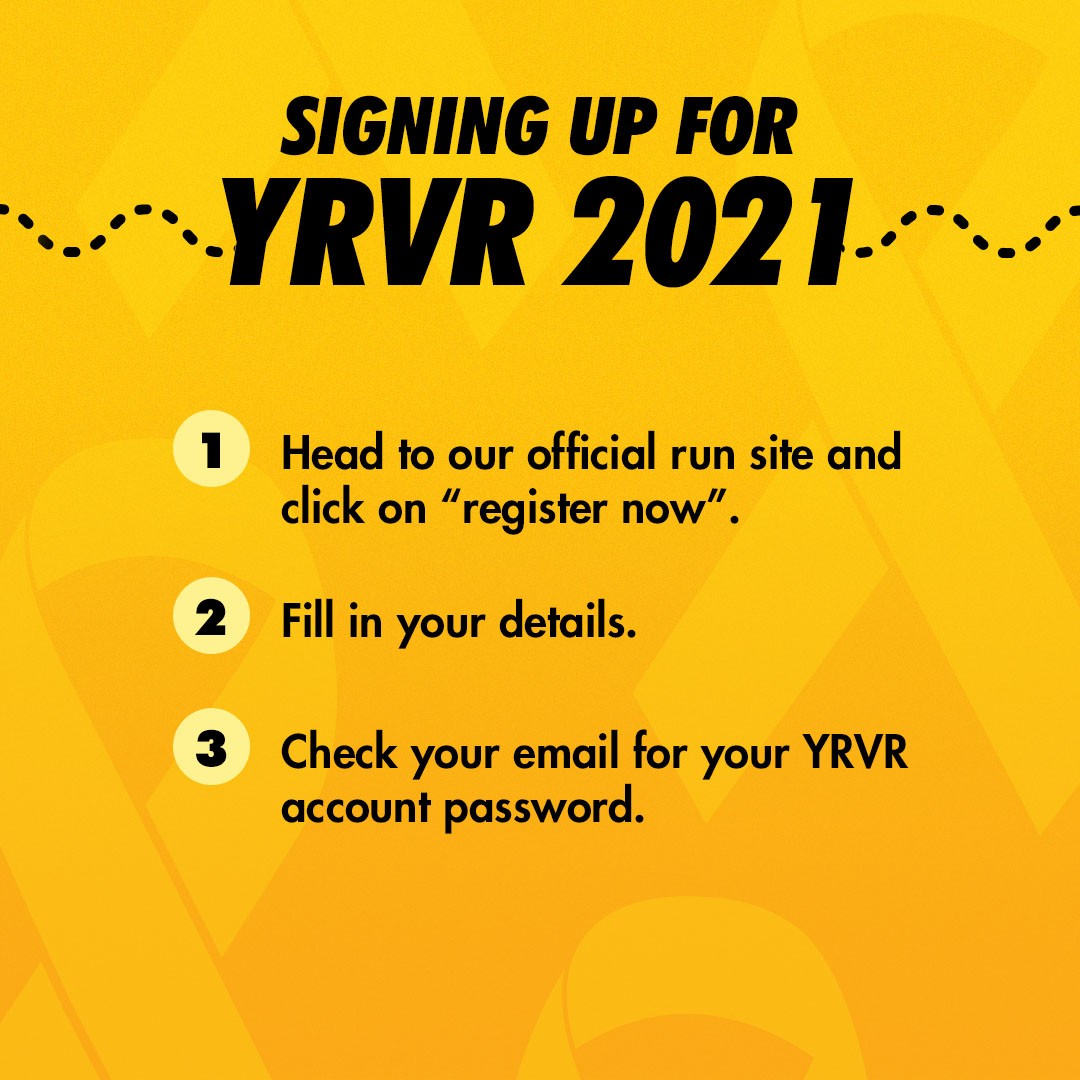 SIGNING UP FOR
YRVR 2021
1
Head to our official run site and
click on “register now”.
2
Fill in your details.
3
Check your email for your YRVR
account password.